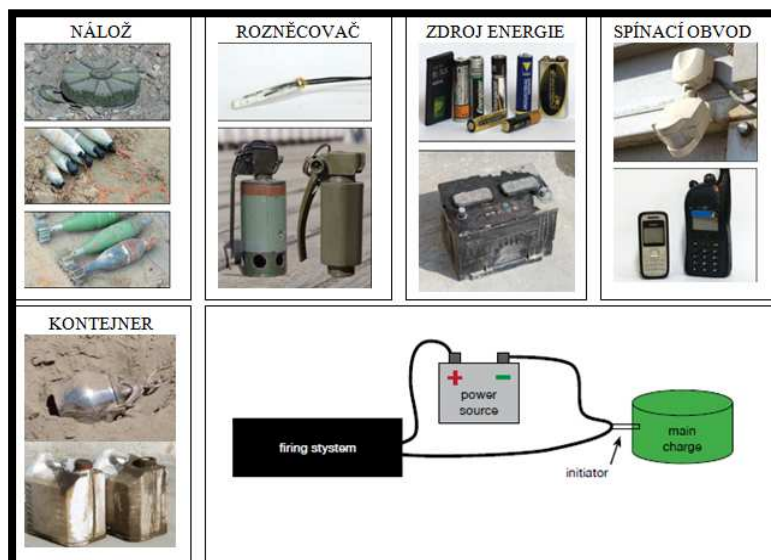 NÁLOŽ
ROZNĚCOVAČ
ZDROJ ENERGIE
SPÍNACÍ OBVOD
KONTEJNER
+ −
power
source
firing stystem
main
charge
initiator